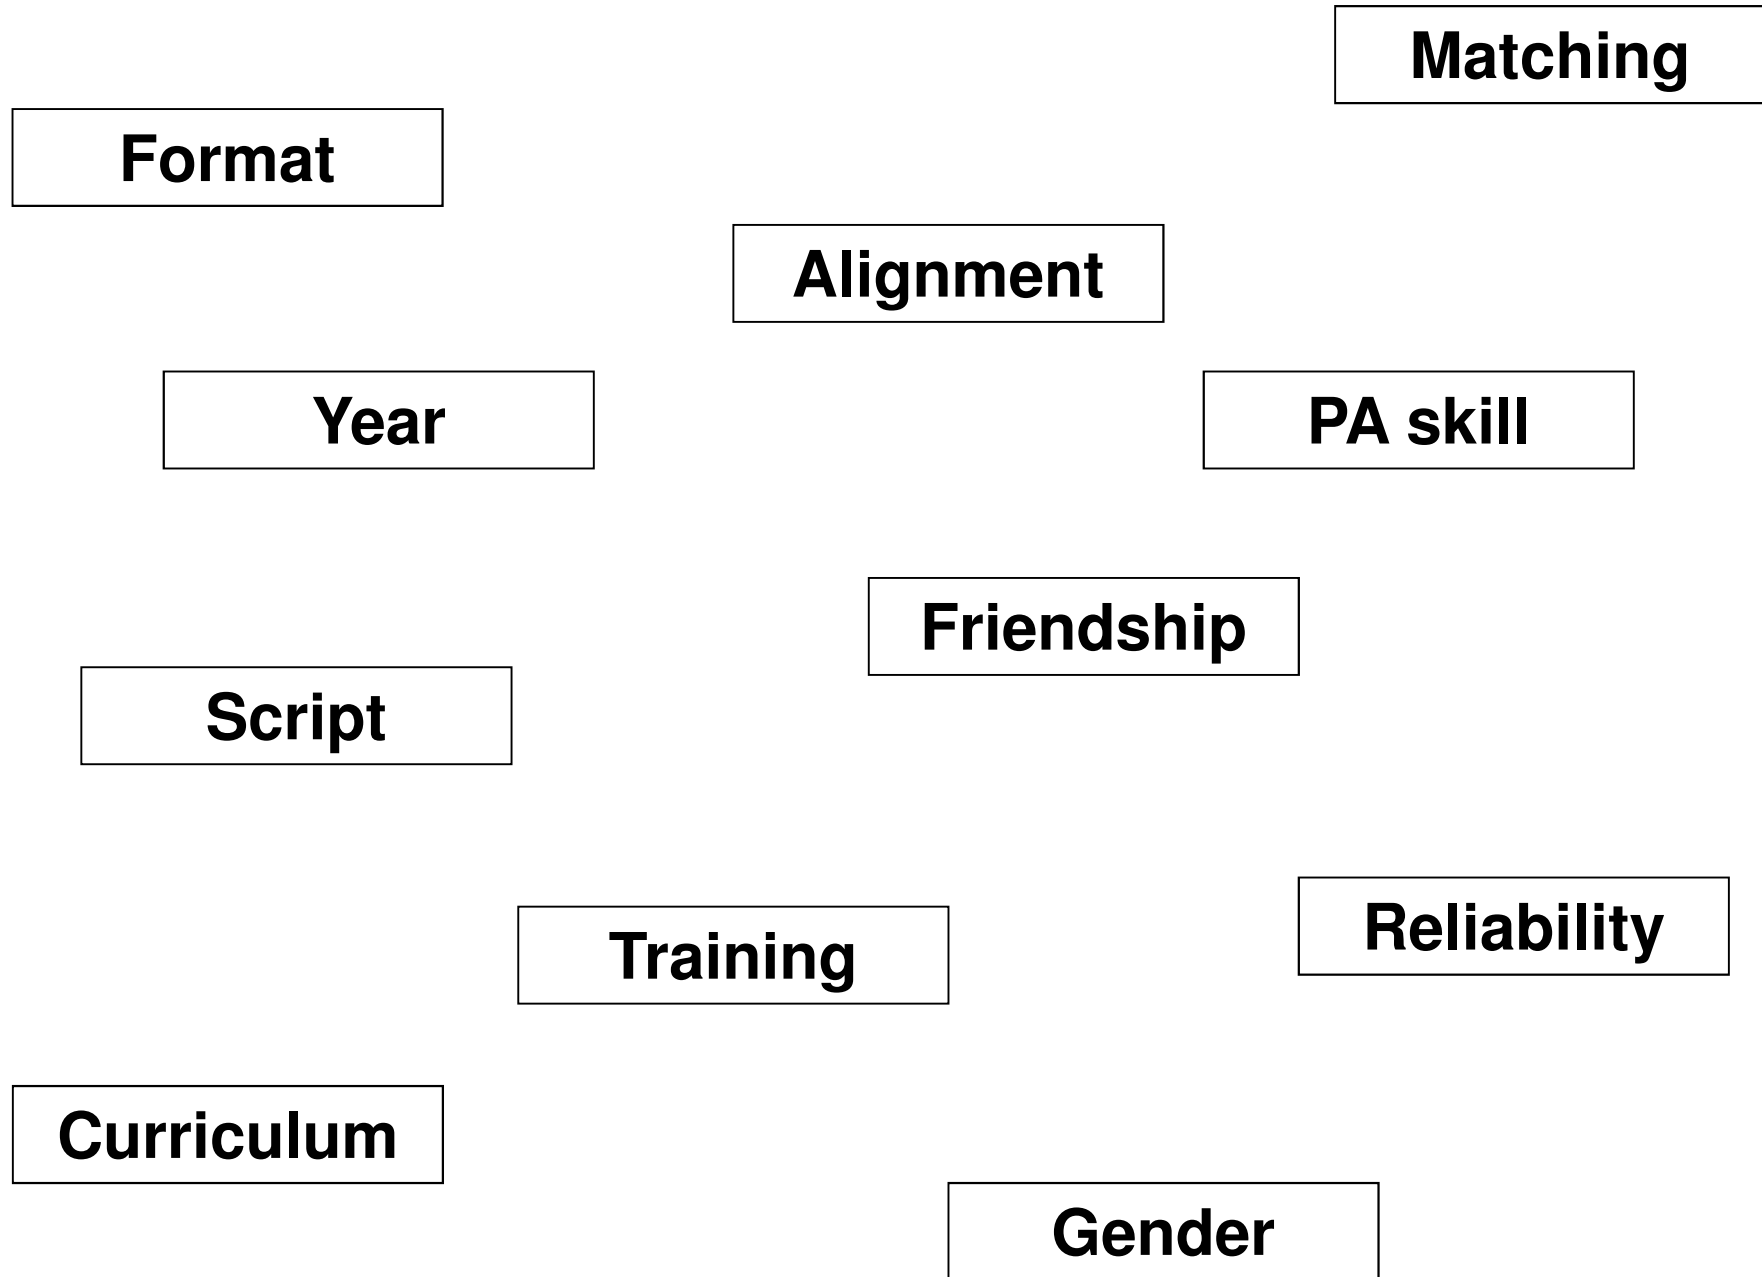 Matching
Format
Alignment
Year
PA skill
Friendship
Script
Reliability
Training
Curriculum
Gender